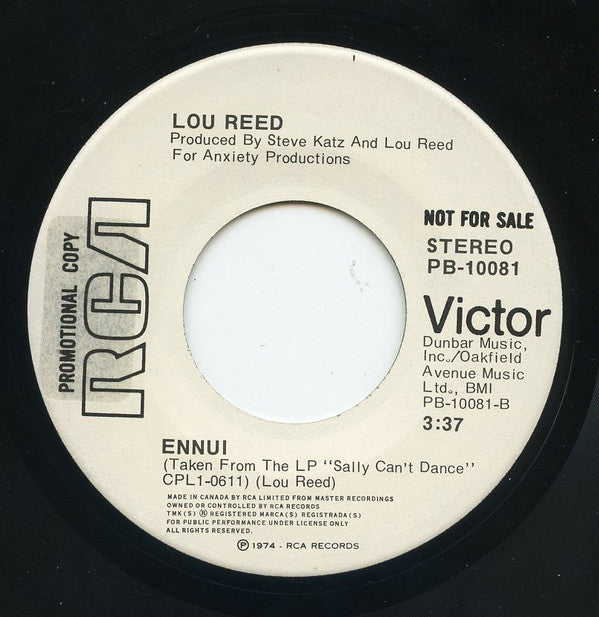 LOU REED
Produced By Steve Katz And Lou Reed
For Anxiety Productions
PROMOTIONAL COPY
RCA
NOT FOR SALE
STEREO
PB-10081
Victor
Dunbar Music,
Inc./Oakfield
Avenue Music
Ltd., BMI
PB-10081-B
3:37
ENNUI
(Taken From The LP "Sally Can't Dance"
CPL1-0611) (Lou Reed)
MADE IN CANADA BY RCA LIMITED FROM MASTER RECORDINGS
OWNED OR CONTROLLED BY RCA RECORDS
TMK(S) ® REGISTERED MARCA(S) REGISTRADA(S)
FOR PUBLIC PERFORMANCE UNDER LICENSE ONLY
ALL RIGHTS RESERVED.
℗ 1974 - RCA RECORDS